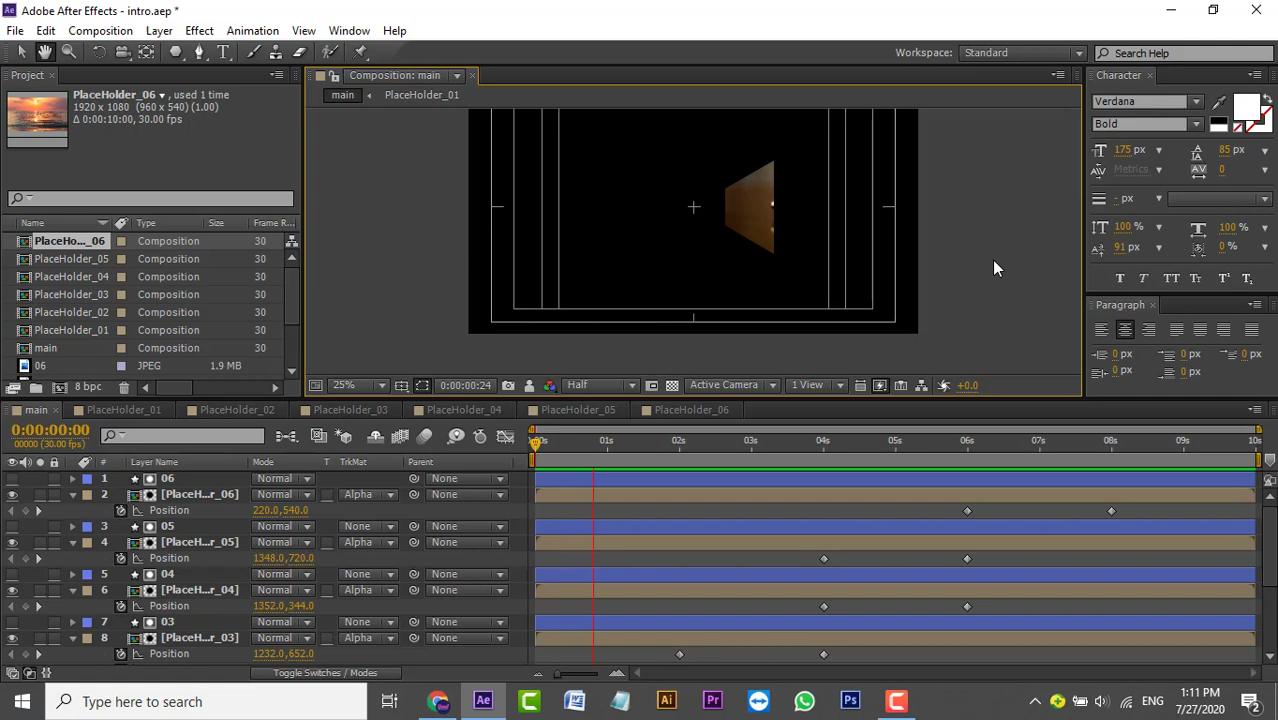 Adobe After Effects - intro.aep *
File Edit Composition Layer Effect Animation View Window Help
Workspace: Standard Search Help
Project
PlaceHolder_06 , used 1 time
1920 x 1080 (960 x 540) (1.00)
Δ 0:00:10:00, 30.00 fps
Name Type Size Frame R...
PlaceHo..._06 Composition 30
PlaceHolder_05 Composition 30
PlaceHolder_04 Composition 30
PlaceHolder_03 Composition 30
PlaceHolder_02 Composition 30
PlaceHolder_01 Composition 30
main Composition 30
06 JPEG 1.9 MB
8 bpc
Composition: main
main PlaceHolder_01
25% 0:00:00:24 Half Active Camera 1 View +0.0
Character
Verdana
Bold
175 px 85 px
Metrics 0
- px
100 % 100 %
91 px 0 %
T T TT Tт T¹ T₁
Paragraph
0 px 0 px 0 px
0 px 0 px
main PlaceHolder_01 PlaceHolder_02 PlaceHolder_03 PlaceHolder_04 PlaceHolder_05 PlaceHolder_06
0:00:00:00
00000 (30.00 fps)
:00s 01s 02s 03s 04s 05s 06s 07s 08s 09s 10s
# Layer Name Mode T TrkMat Parent
1 06 Normal None
2 [PlaceH...r_06] Normal Alpha None
Position 220.0,540.0
3 05 Normal None None
4 [PlaceH...r_05] Normal Alpha None
Position 1348.0,720.0
5 04 Normal None None
6 [PlaceH...r_04] Normal Alpha None
Position 1352.0,344.0
7 03 Normal None None
8 [PlaceH...r_03] Normal Alpha None
Position 1232.0,652.0
Toggle Switches / Modes
Type here to search
ENG
1:11 PM
7/27/2020
2